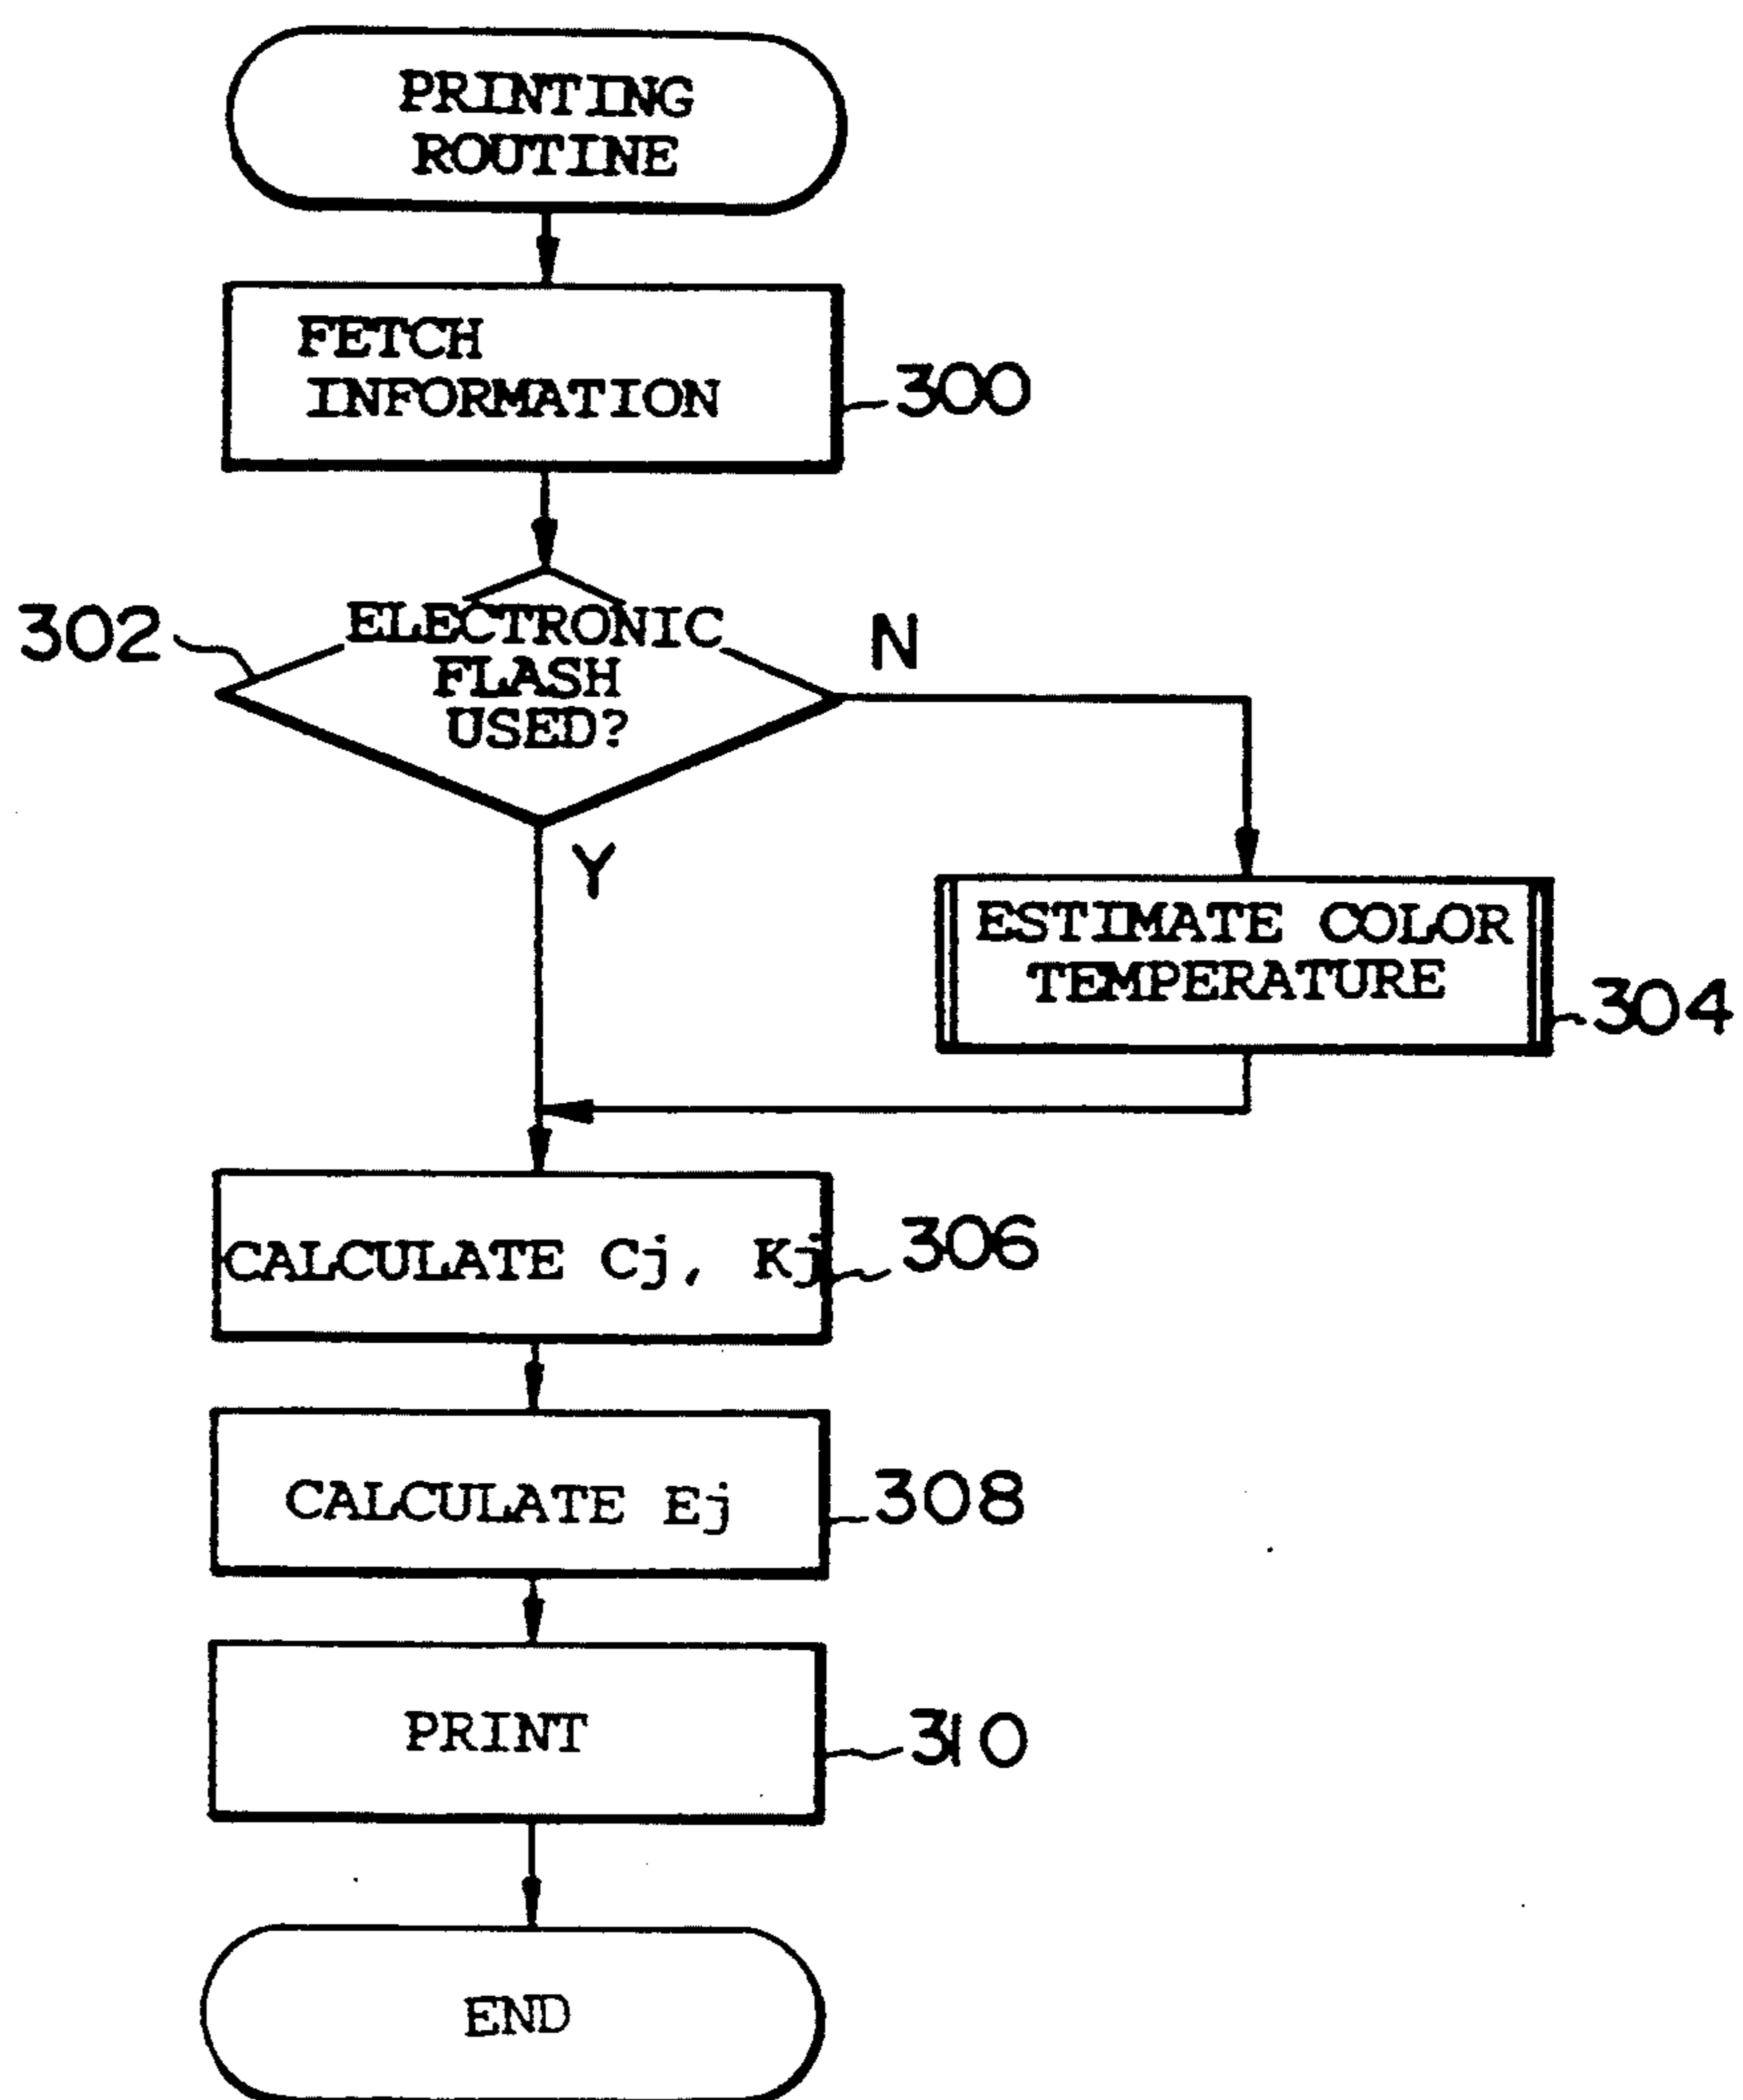 PRINTING
ROUTINE
FETCH
INFORMATION
300
302
ELECTRONIC
FLASH
USED?
N
Y
ESTIMATE COLOR
TEMPERATURE
304
CALCULATE Cj, Kj
306
CALCULATE Ej
308
PRINT
310
END